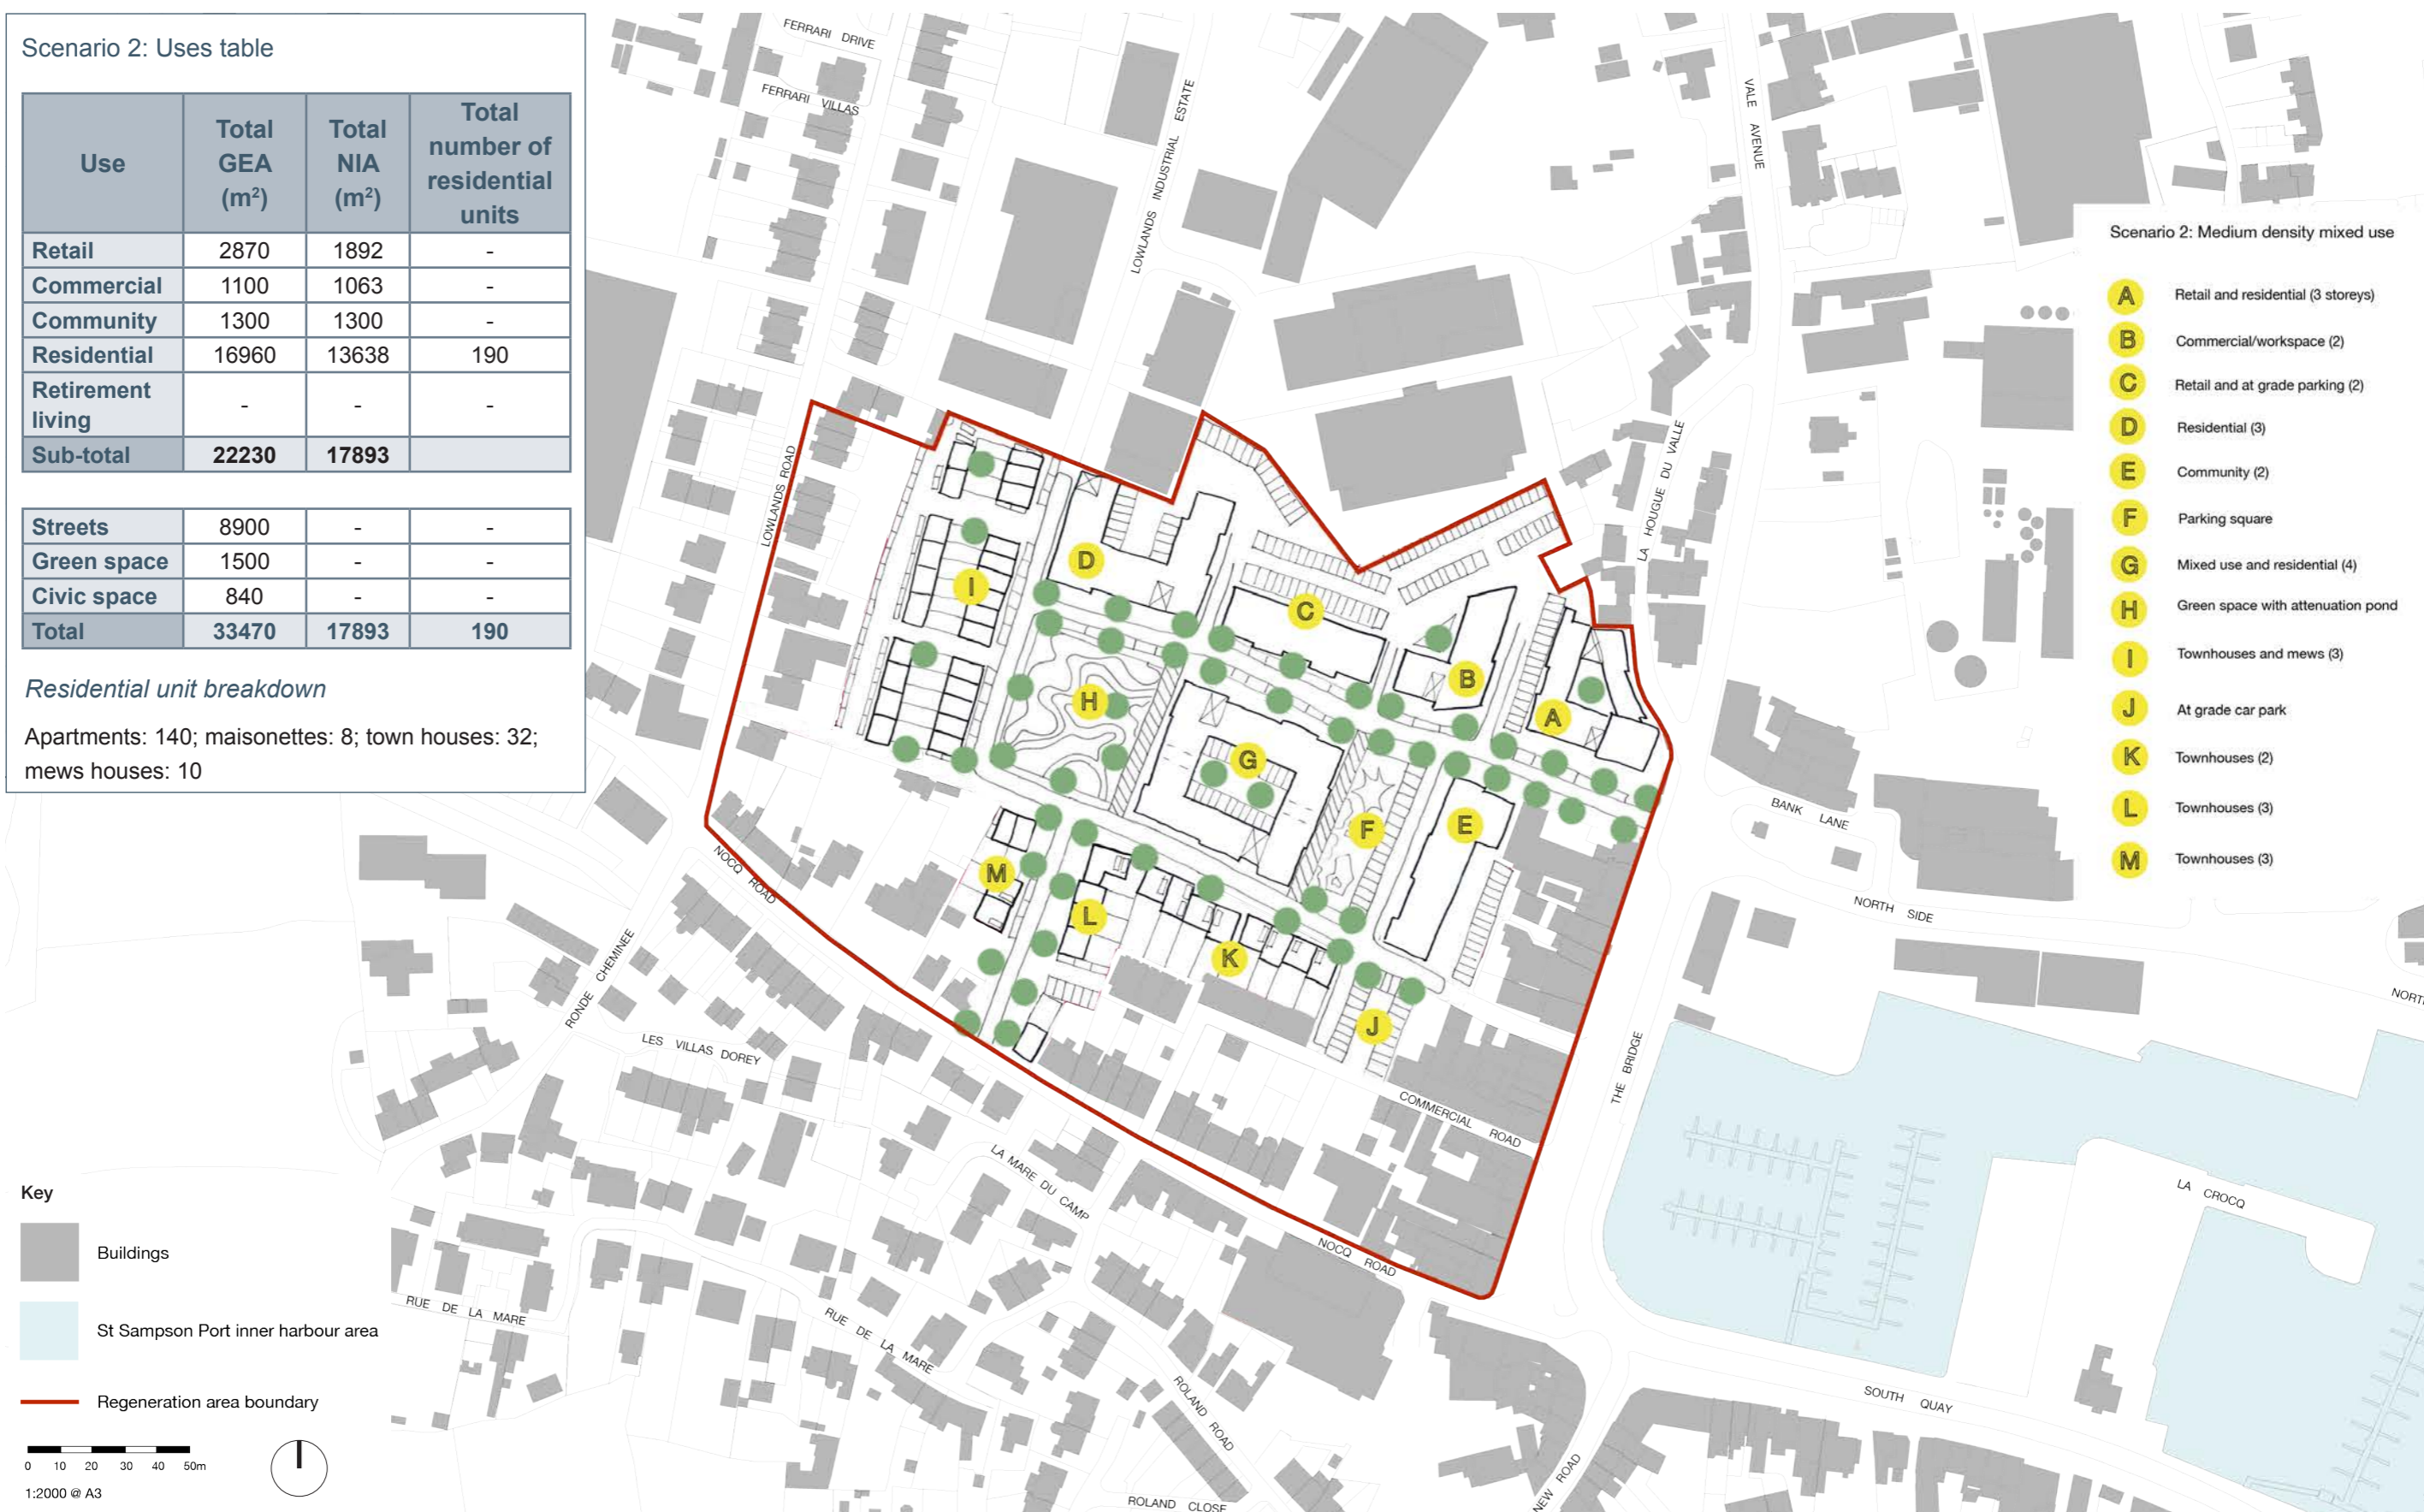 Scenario 2: Uses table
Use
Total GEA (m²)
Total NIA (m²)
Total number of residential units
Retail 2870 1892 -
Commercial 1100 1063 -
Community 1300 1300 -
Residential 16960 13638 190
Retirement living - - -
Sub-total 22230 17893
Streets 8900 - -
Green space 1500 - -
Civic space 840 - -
Total 33470 17893 190
Residential unit breakdown
Apartments: 140; maisonettes: 8; town houses: 32;
mews houses: 10
FERRARI DRIVE
FERRARI VILLAS
LOWLANDS INDUSTRIAL ESTATE
VALE AVENUE
LOWLANDS ROAD
LA HOUGUE DU VALLE
D
I
C
H
B
A
G
F
E
M
L
K
J
BANK LANE
NORTH SIDE
NORT
NOCQ ROAD
RONDE CHEMINEE
LES VILLAS DOREY
THE BRIDGE
COMMERCIAL ROAD
LA MARE DU CAMP
LA CROCQ
NOCQ ROAD
RUE DE LA MARE
RUE DE LA MARE
ROLAND ROAD
SOUTH QUAY
NEW ROAD
ROLAND CLOSE
Scenario 2: Medium density mixed use
A Retail and residential (3 storeys)
B Commercial/workspace (2)
C Retail and at grade parking (2)
D Residential (3)
E Community (2)
F Parking square
G Mixed use and residential (4)
H Green space with attenuation pond
I Townhouses and mews (3)
J At grade car park
K Townhouses (2)
L Townhouses (3)
M Townhouses (3)
Key
Buildings
St Sampson Port inner harbour area
Regeneration area boundary
0 10 20 30 40 50m
1:2000 @ A3